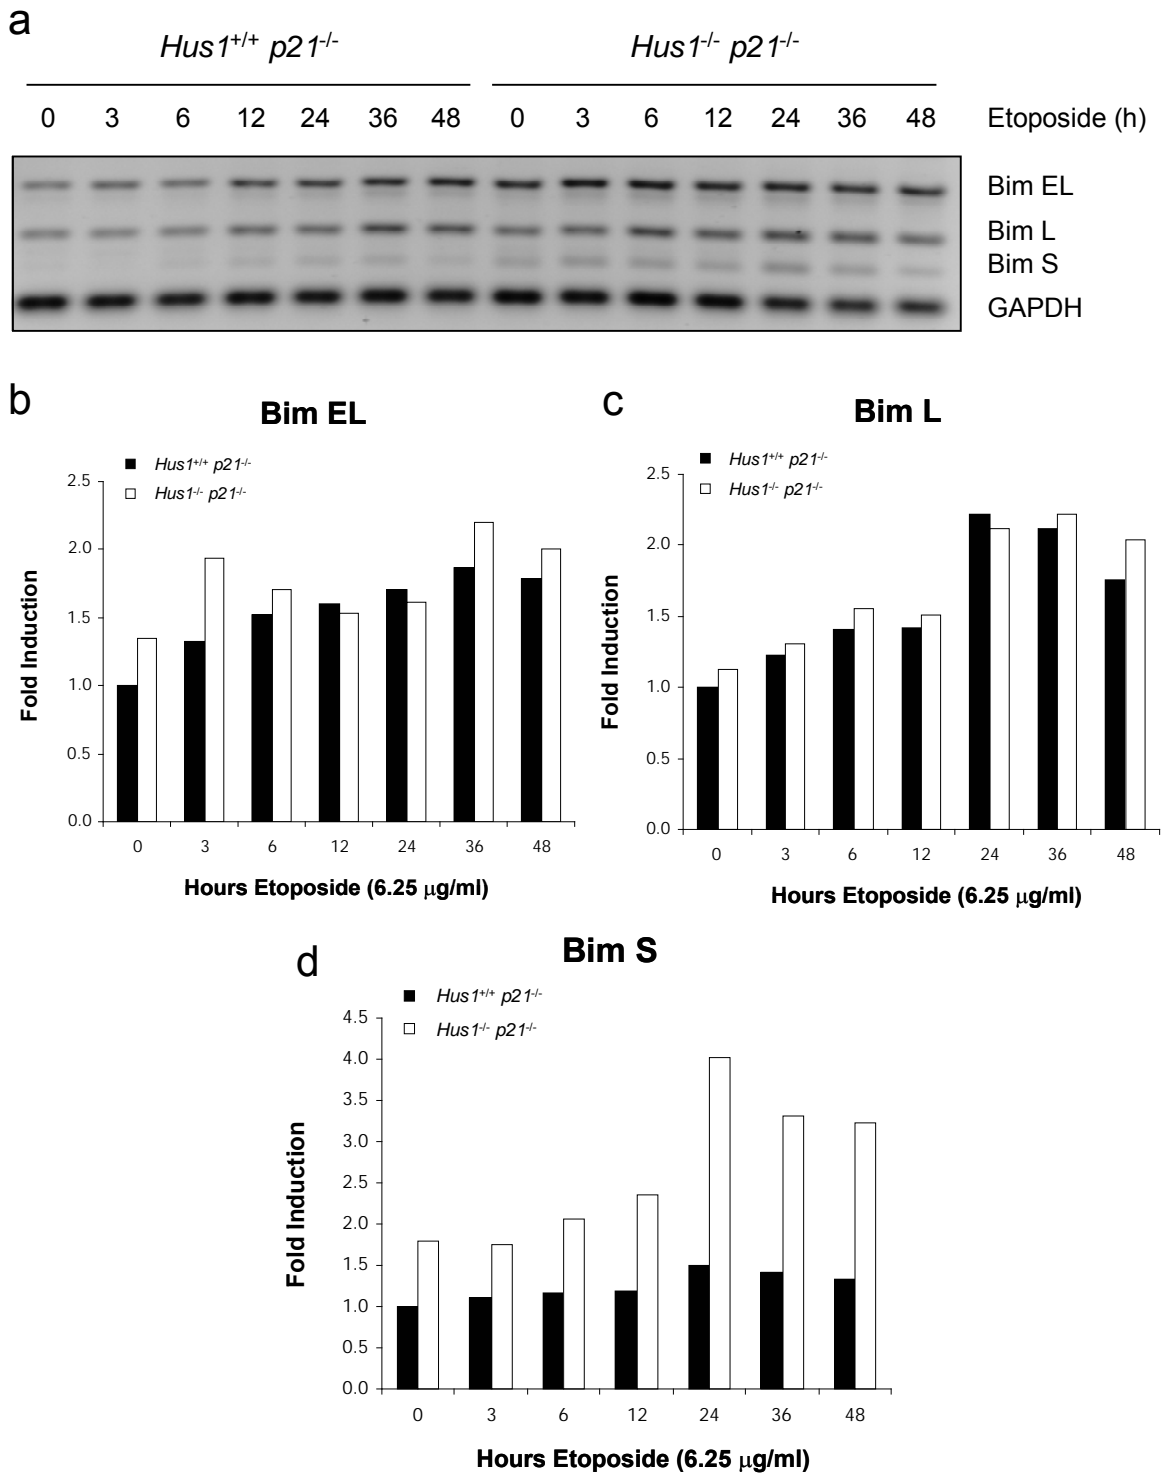 a
Hus1+/+ p21-/- Hus1-/- p21-/-
0 3 6 12 24 36 48 0 3 6 12 24 36 48 Etoposide (h)
Bim EL
Bim L
Bim S
GAPDH
b
Bim EL
Hus1+/+ p21-/-
Hus1-/- p21-/-
2.5
2.0
1.5
1.0
0.5
0.0
Fold Induction
0 3 6 12 24 36 48
Hours Etoposide (6.25 μg/ml)
c
Bim L
Hus1+/+ p21-/-
Hus1-/- p21-/-
2.5
2.0
1.5
1.0
0.5
0.0
Fold Induction
0 3 6 12 24 36 48
Hours Etoposide (6.25 μg/ml)
d
Bim S
Hus1+/+ p21-/-
Hus1-/- p21-/-
4.5
4.0
3.5
3.0
2.5
2.0
1.5
1.0
0.5
0.0
Fold Induction
0 3 6 12 24 36 48
Hours Etoposide (6.25 μg/ml)